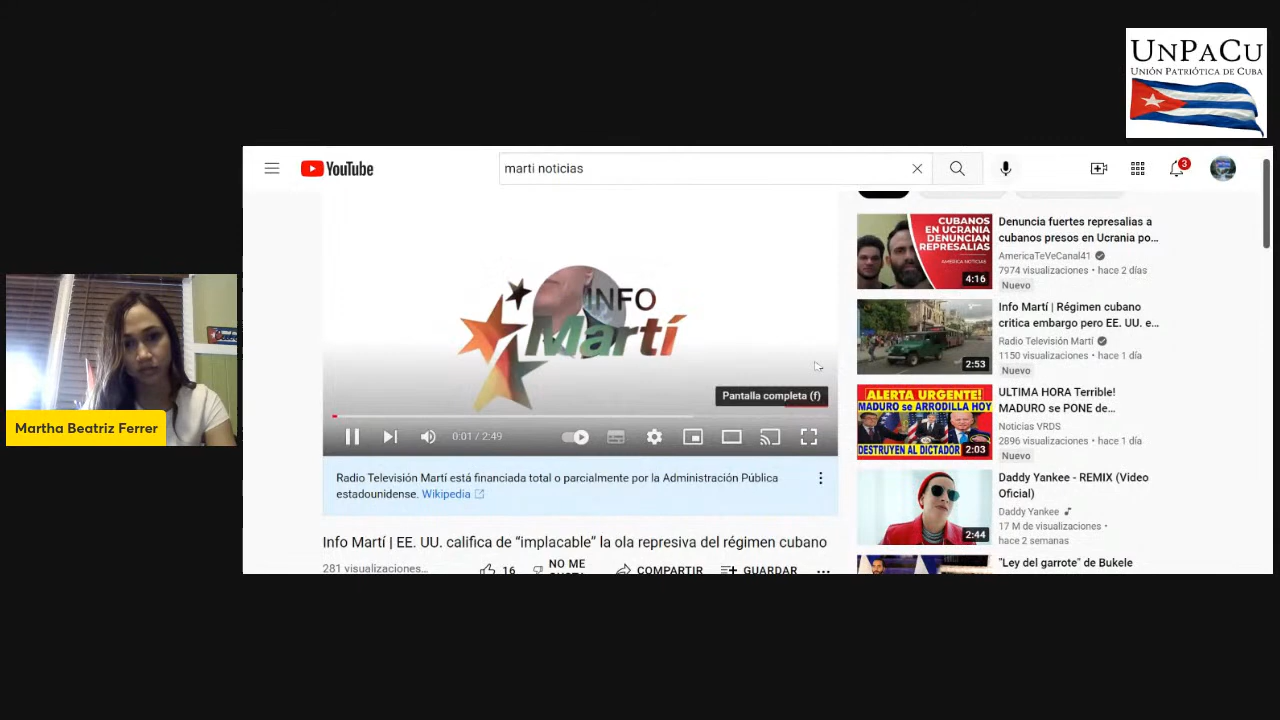 UNPACU
UNIÓN PATRIÓTICA DE CUBA
YouTube
marti noticias
3
INFO
Martí
Pantalla completa (f)
0:01 / 2:49
Radio Televisión Martí está financiada total o parcialmente por la Administración Pública
estadounidense. Wikipedia
Info Martí | EE. UU. califica de “implacable” la ola represiva del régimen cubano
281 visualizaciones...
16
NO ME
COMPARTIR
GUARDAR
CUBANOS
EN UCRANIA
DENUNCIAN
REPRESALIAS
AMÉRICA NOTICIAS
4:16
Denuncia fuertes represalias a
cubanos presos en Ucrania po...
AmericaTeVeCanal41
7974 visualizaciones • hace 2 días
Nuevo
2:53
Info Martí | Régimen cubano
critica embargo pero EE. UU. e...
Radio Televisión Martí
1150 visualizaciones • hace 1 día
Nuevo
ALERTA URGENTE!
MADURO se ARRODILLA HOY
DESTRUYEN AL DICTADOR
2:03
ULTIMA HORA Terrible!
MADURO se PONE de...
Noticias VRDS
2896 visualizaciones • hace 1 día
Nuevo
2:44
Daddy Yankee - REMIX (Video
Oficial)
Daddy Yankee
17 M de visualizaciones •
hace 2 semanas
"Ley del garrote" de Bukele
Martha Beatriz Ferrer